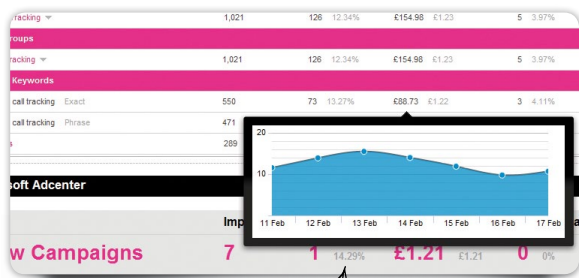 racking 1,021 126 12.34% £154.98 £1.23 5 3.97%
roups
racking 1,021 126 12.34% £154.98 £1.23 5 3.97%
Keywords
call tracking Exact 550 73 13.27% £88.73 £1.22 3 4.11%
call tracking Phrase 471
s 289
20
10
11 Feb 12 Feb 13 Feb 14 Feb 15 Feb 16 Feb 17 Feb
soft Adcenter
Imp
w Campaigns 7 1 14.29% £1.21 £1.21 0 0%